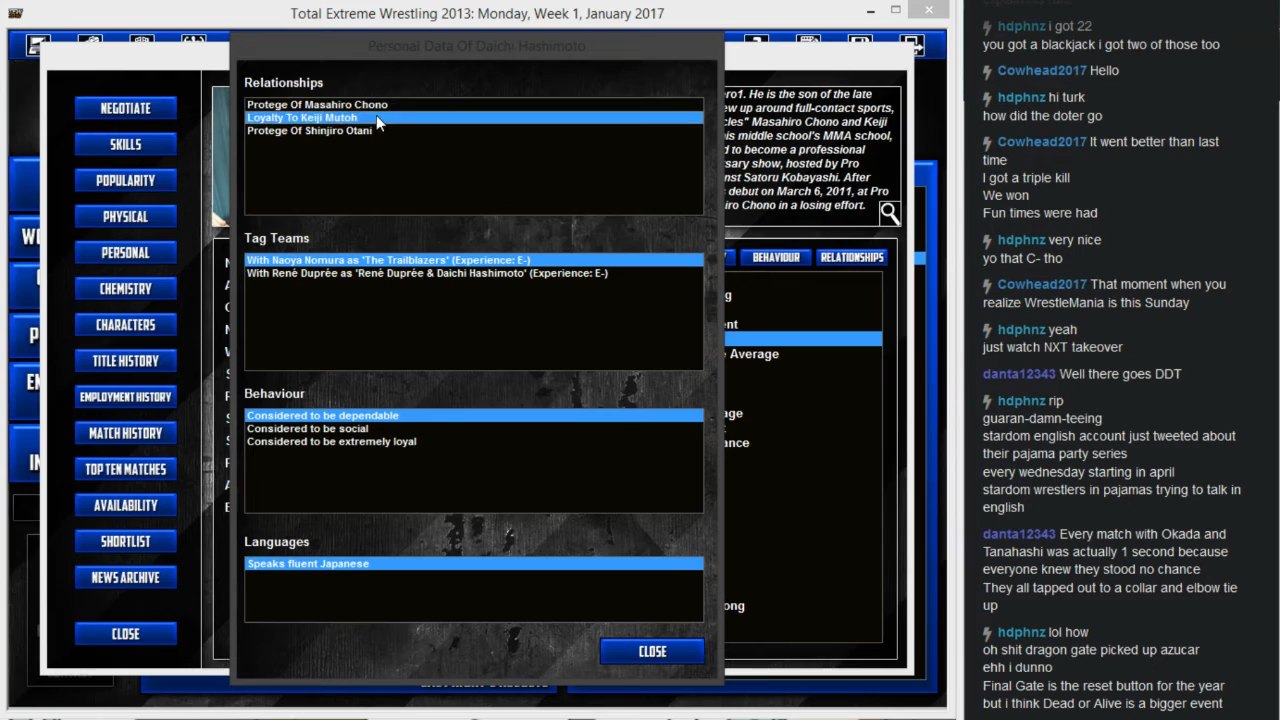 Total Extreme Wrestling 2013: Monday, Week 1, January 2017
Personal Data Of Daichi Hashimoto
NEGOTIATE
SKILLS
POPULARITY
PHYSICAL
PERSONAL
CHEMISTRY
CHARACTERS
TITLE HISTORY
EMPLOYMENT HISTORY
MATCH HISTORY
TOP TEN MATCHES
AVAILABILITY
SHORTLIST
NEWS ARCHIVE
CLOSE
Relationships
Protege Of Masahiro Chono
Loyalty To Keiji Mutoh
Protege Of Shinjiro Otani
Tag Teams
With Naoya Nomura as 'The Trailblazers' (Experience: E-)
With Renè Duprèe as 'Renè Duprèe & Daichi Hashimoto' (Experience: E-)
Behaviour
Considered to be dependable
Considered to be social
Considered to be extremely loyal
Languages
Speaks fluent Japanese
CLOSE
ro1. He is the son of the late
ew up around full-contact sports,
cles" Masahiro Chono and Keiji
is middle school's MMA school,
d to become a professional
sary show, hosted by Pro
nst Satoru Kobayashi. After
debut on March 6, 2011, at Pro
iro Chono in a losing effort.
BEHAVIOUR
RELATIONSHIPS
Average
hdphnz i got 22
you got a blackjack i got two of those too
Cowhead2017 Hello
hdphnz hi turk
how did the doter go
Cowhead2017 It went better than last
time
I got a triple kill
We won
Fun times were had
hdphnz very nice
yo that C- tho
Cowhead2017 That moment when you
realize WrestleMania is this Sunday
hdphnz yeah
just watch NXT takeover
danta12343 Well there goes DDT
hdphnz rip
guaran-damn-teeing
stardom english account just tweeted about
their pajama party series
every wednesday starting in april
stardom wrestlers in pajamas trying to talk in
english
danta12343 Every match with Okada and
Tanahashi was actually 1 second because
everyone knew they stood no chance
They all tapped out to a collar and elbow tie
up
hdphnz lol how
oh shit dragon gate picked up azucar
ehh i dunno
Final Gate is the reset button for the year
but i think Dead or Alive is a bigger event